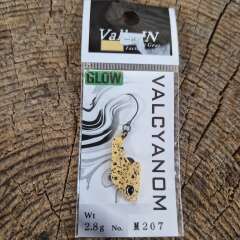 ValkeIN
GLOW
VALCYANOM
Wt
2.8g No. M207